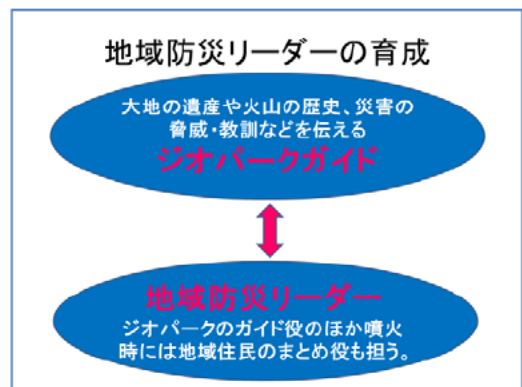 地域防災リーダーの育成
大地の遺産や火山の歴史、災害の
脅威・教訓などを伝える
ジオパークガイド
地域防災リーダー
ジオパークのガイド役のほか噴火
時には地域住民のまとめ役も担う。